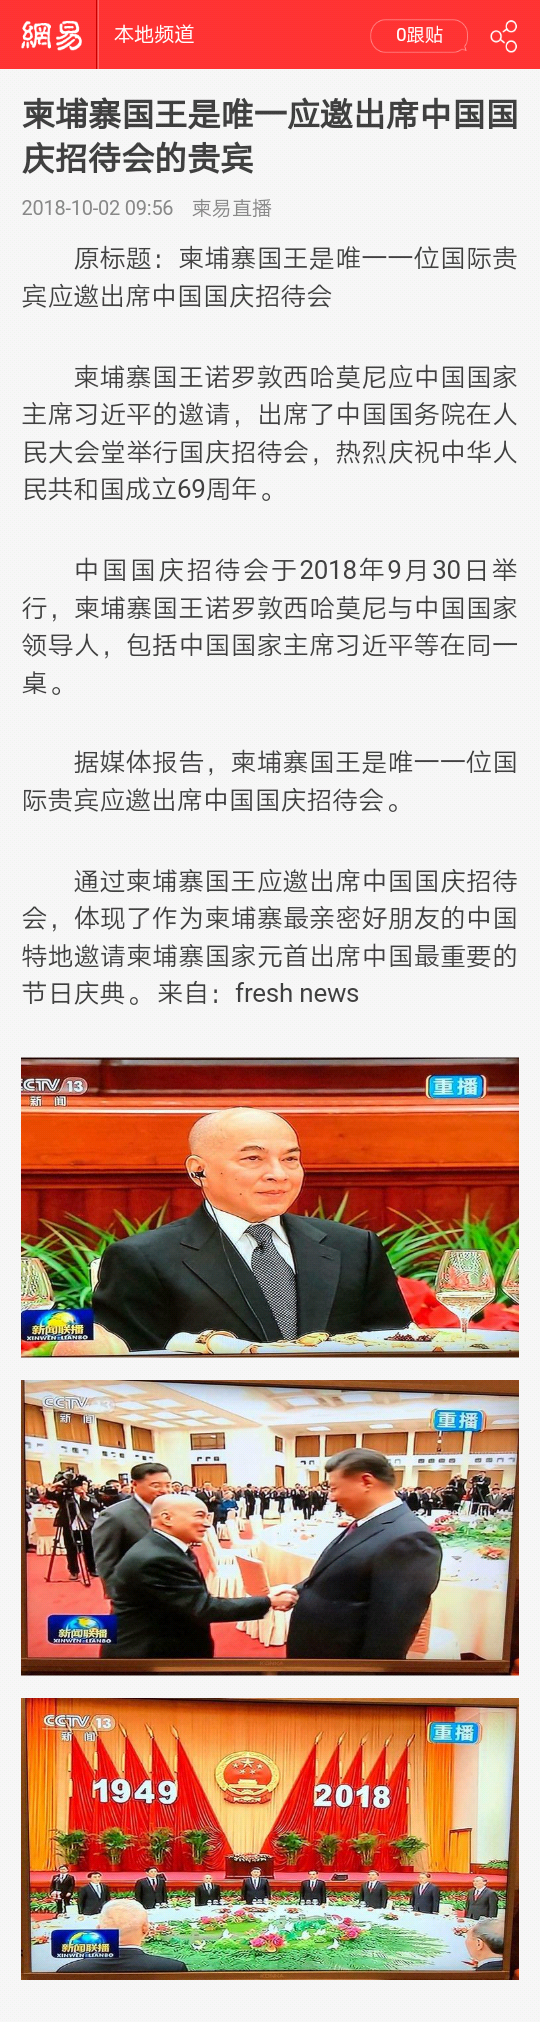 網易
本地频道
0跟贴
柬埔寨国王是唯一应邀出席中国国
庆招待会的贵宾
2018-10-02 09:56 柬易直播
原标题：柬埔寨国王是唯一一位国际贵
宾应邀出席中国国庆招待会
柬埔寨国王诺罗敦西哈莫尼应中国国家
主席习近平的邀请，出席了中国国务院在人
民大会堂举行国庆招待会，热烈庆祝中华人
民共和国成立69周年。
中国国庆招待会于2018年9月30日举
行，柬埔寨国王诺罗敦西哈莫尼与中国国家
领导人，包括中国国家主席习近平等在同一
桌。
据媒体报告，柬埔寨国王是唯一一位国
际贵宾应邀出席中国国庆招待会。
通过柬埔寨国王应邀出席中国国庆招待
会，体现了作为柬埔寨最亲密好朋友的中国
特地邀请柬埔寨国家元首出席中国最重要的
节日庆典。来自：fresh news
CCTV 13
新闻
重播
新闻联播
XINWEN-LIANBO
CCTV 13
新闻
重播
新闻联播
XINWEN-LIANBO
CCTV 13
新闻
重播
1949
2018
新闻联播
XINWEN-LIANBO